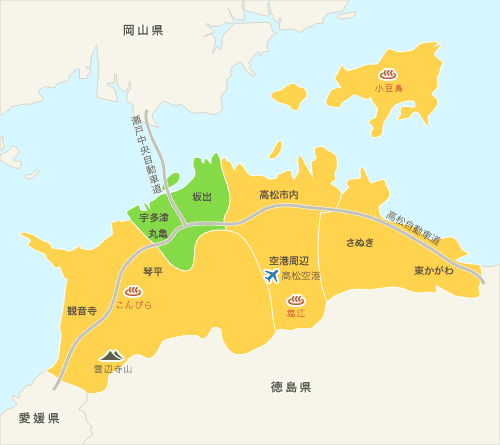 岡山県
小豆島
瀬戸中央自動車道
坂出
高松市内
宇多津
丸亀
高松自動車道
さぬき
空港周辺
高松空港
東かがわ
琴平
こんぴら
塩江
観音寺
雲辺寺山
徳島県
愛媛県